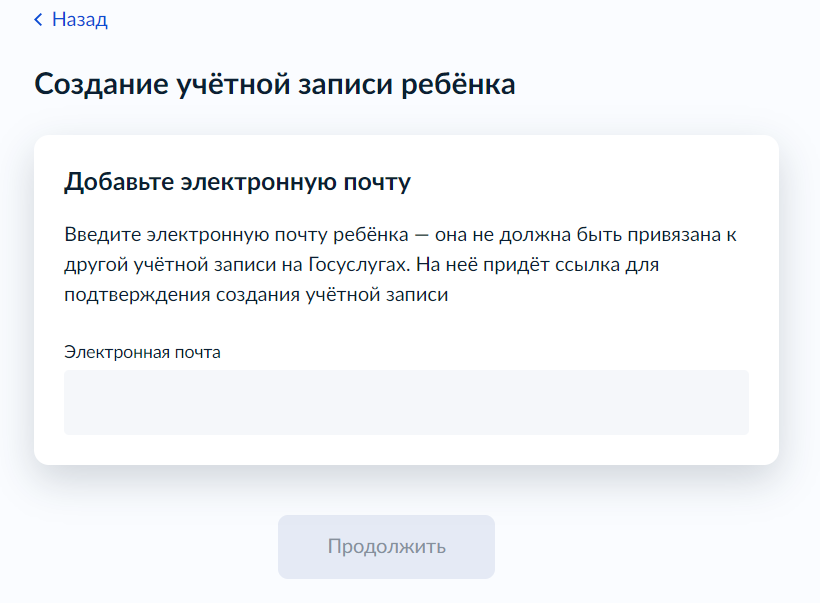 Назад
Создание учётной записи ребёнка
Добавьте электронную почту
Введите электронную почту ребёнка — она не должна быть привязана к
другой учётной записи на Госуслугах. На неё придёт ссылка для
подтверждения создания учётной записи
Электронная почта
Продолжить